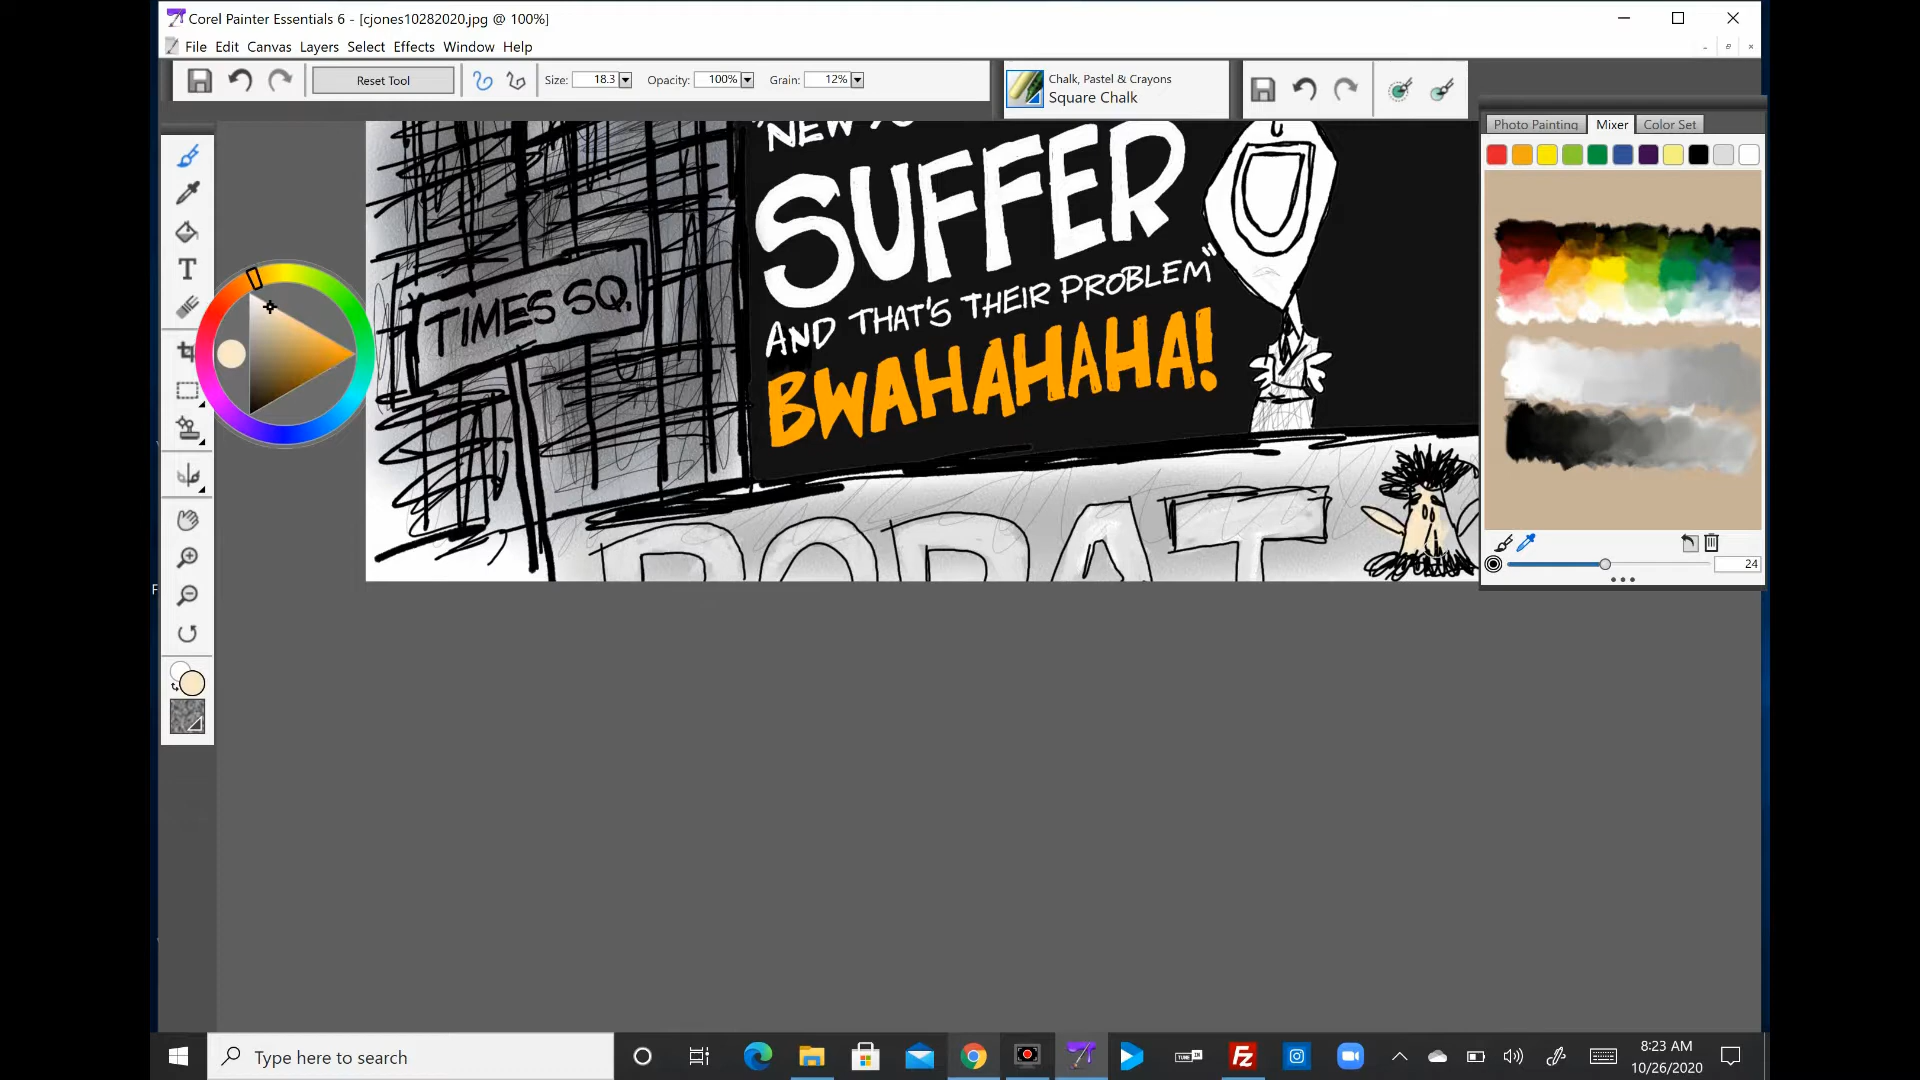 Corel Painter Essentials 6 - [cjones10282020.jpg @ 100%]
File Edit Canvas Layers Select Effects Window Help
Reset Tool Size: 18.3 Opacity: 100% Grain: 12%
Chalk, Pastel & Crayons
Square Chalk
Photo Painting Mixer Color Set
"NEW
SUFFER
AND THAT'S THEIR PROBLEM"
BWAHAHAHA!
TIMES SQ.
BORAT
24
Type here to search
8:23 AM
10/26/2020